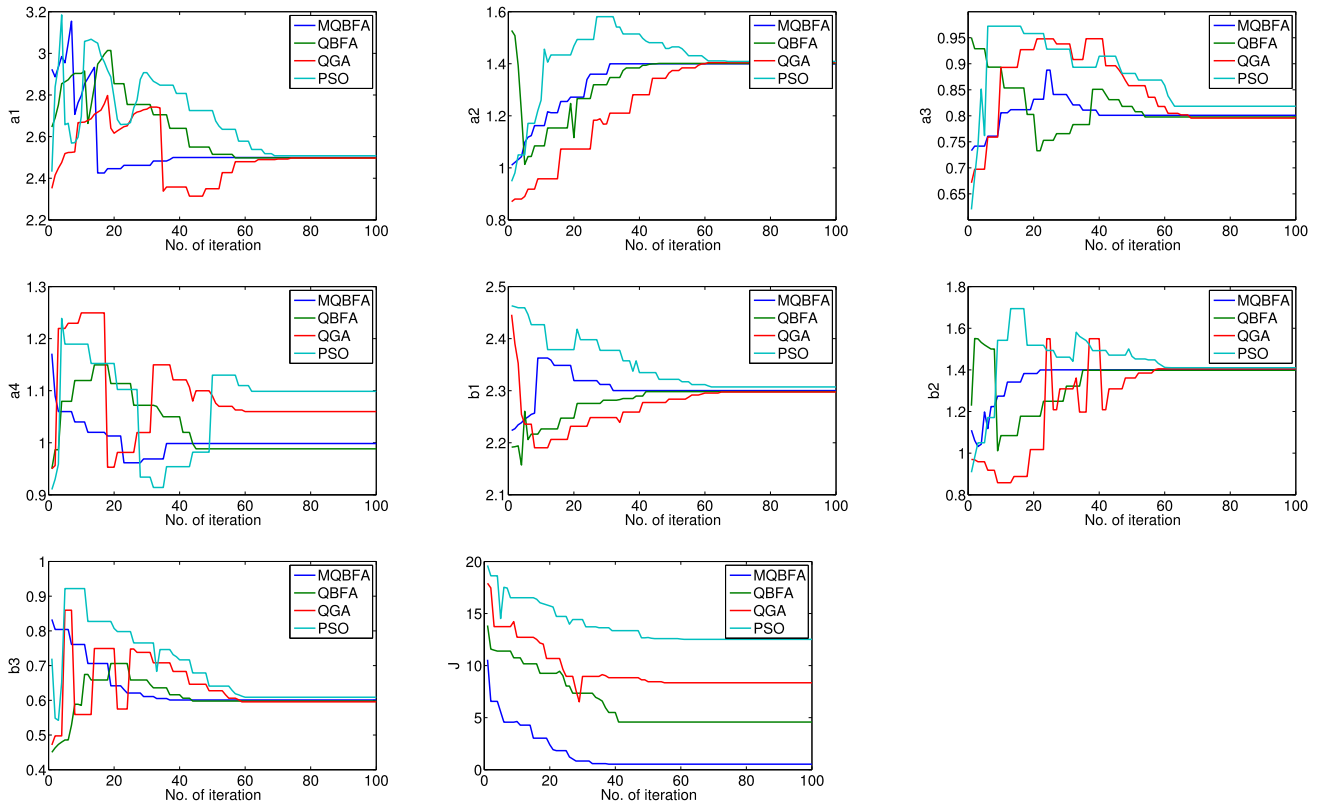 3.2
3
2.8
2.6
2.4
2.2
a1
0 20 40 60 80 100
No. of iteration
MQBFA
QBFA
QGA
PSO
1.6
1.4
1.2
1
0.8
a2
0 20 40 60 80 100
No. of iteration
MQBFA
QBFA
QGA
PSO
0.95
0.9
0.85
0.8
0.75
0.7
0.65
a3
0 20 40 60 80 100
No. of iteration
MQBFA
QBFA
QGA
PSO
1.3
1.2
1.1
1
0.9
a4
0 20 40 60 80 100
No. of iteration
MQBFA
QBFA
QGA
PSO
2.5
2.4
2.3
2.2
2.1
b1
0 20 40 60 80 100
No. of iteration
MQBFA
QBFA
QGA
PSO
1.8
1.6
1.4
1.2
1
0.8
b2
0 20 40 60 80 100
No. of iteration
MQBFA
QBFA
QGA
PSO
1
0.9
0.8
0.7
0.6
0.5
0.4
b3
0 20 40 60 80 100
No. of iteration
MQBFA
QBFA
QGA
PSO
20
15
10
5
0
J
0 20 40 60 80 100
No. of iteration
MQBFA
QBFA
QGA
PSO